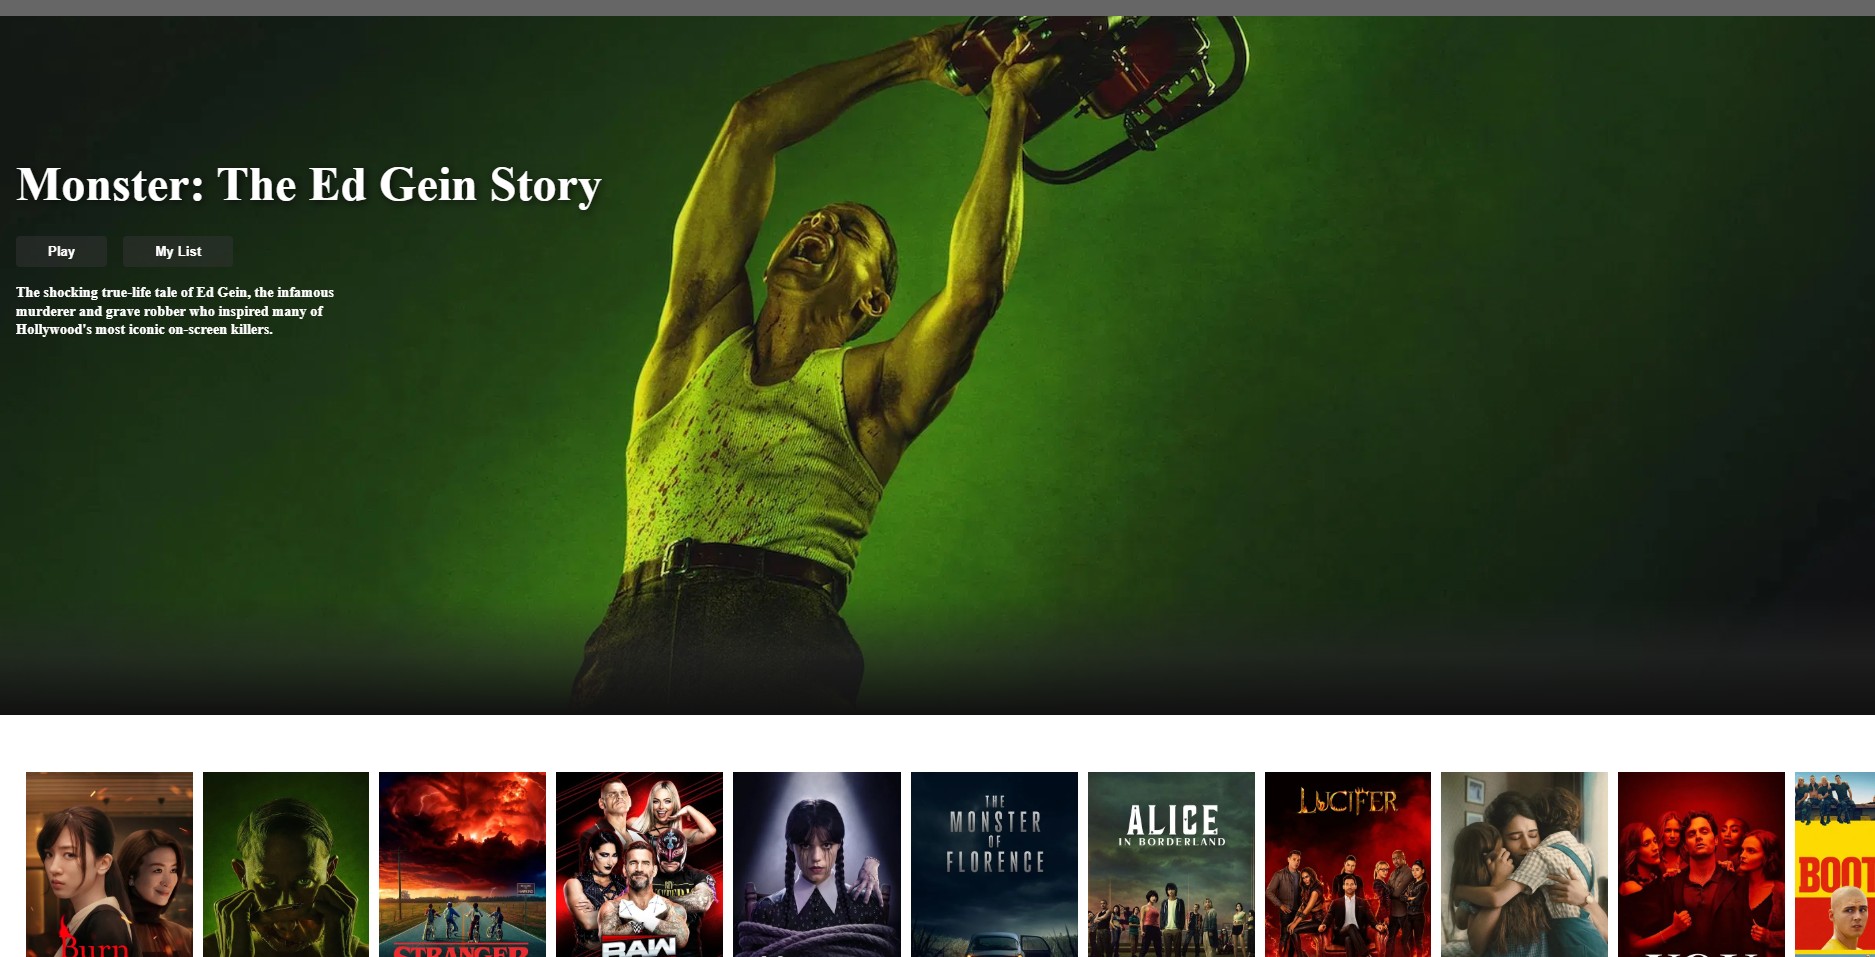 Monster: The Ed Gein Story
Play
My List
The shocking true-life tale of Ed Gein, the infamous
murderer and grave robber who inspired many of
Hollywood's most iconic on-screen killers.
Burn
STRANGER
RAW
THE
MONSTER
OF
FLORENCE
ALICE
IN BORDERLAND
LUCIFER
YOU
BOOT